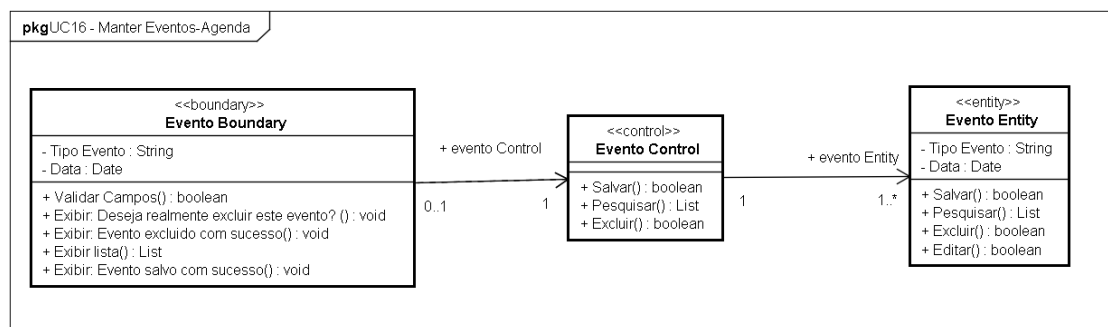 pkgUC16 - Manter Eventos-Agenda
<<boundary>>
Evento Boundary
- Tipo Evento : String
- Data : Date
+ Validar Campos() : boolean
+ Exibir: Deseja realmente excluir este evento? () : void
+ Exibir: Evento excluido com sucesso() : void
+ Exibir lista() : List
+ Exibir: Evento salvo com sucesso() : void
+ evento Control
0..1
1
<<control>>
Evento Control
+ Salvar() : boolean
+ Pesquisar() : List
+ Excluir() : boolean
+ evento Entity
1
1..*
<<entity>>
Evento Entity
- Tipo Evento : String
- Data : Date
+ Salvar() : boolean
+ Pesquisar() : List
+ Excluir() : boolean
+ Editar() : boolean